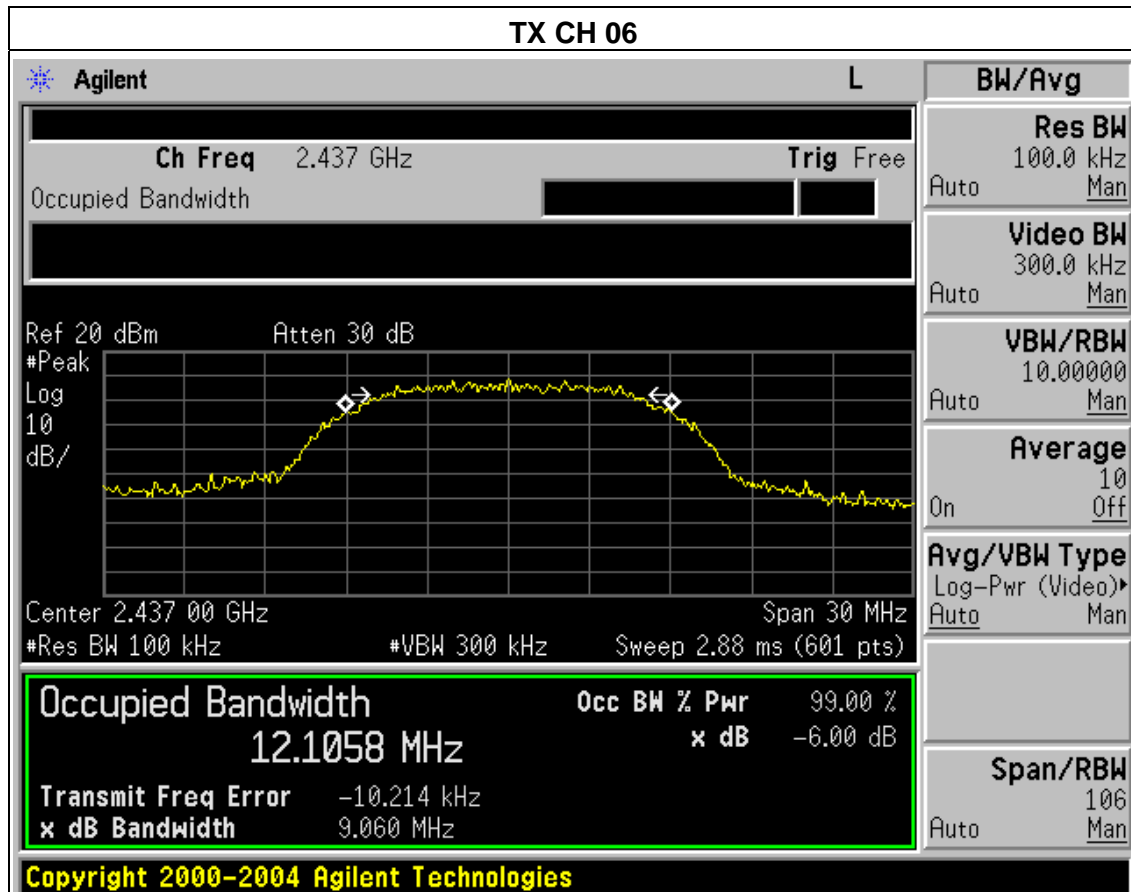 TX CH 06
Agilent L
Ch Freq 2.437 GHz Trig Free
Occupied Bandwidth
Ref 20 dBm Atten 30 dB
#Peak
Log
10
dB/
Center 2.437 00 GHz Span 30 MHz
#Res BW 100 kHz #VBW 300 kHz Sweep 2.88 ms (601 pts)
Occupied Bandwidth
12.1058 MHz
Occ BW % Pwr 99.00 %
x dB -6.00 dB
Transmit Freq Error -10.214 kHz
x dB Bandwidth 9.060 MHz
Copyright 2000-2004 Agilent Technologies
BW/Avg
Res BW
100.0 kHz
Auto Man
Video BW
300.0 kHz
Auto Man
VBW/RBW
10.00000
Auto Man
Average
10
On Off
Avg/VBW Type
Log-Pwr (Video)
Auto Man
Span/RBW
106
Auto Man